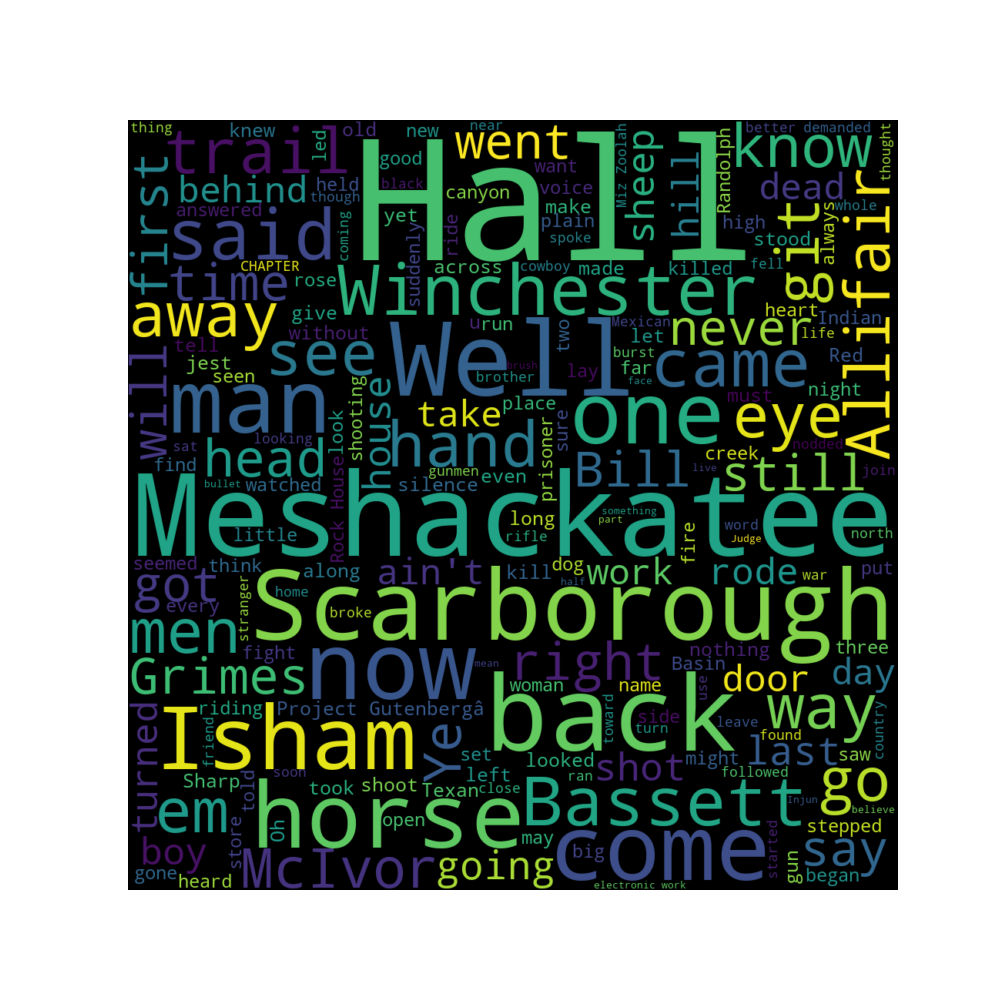 thing
knew
led
old
new
near
went
better
demanded
know
thought
trail
Hall
good
want
Miz Zoolah
sheep
hill
Randolph
first
behind
held
though
black
canyon
voice
make
dead
whole
answered
yet
ride
plain
high
git
always
Allifair
said
coming
suddenly
spoke
stood
CHAPTER
across
cowboy
made
killed
fell
time
rose
Winchester
heart
Indian
away
give
u
run
two
Mexican
never
life
without
Well
let
came
tell
see
burst
far
Red
jest
brush
lay
face
night
will
seen
man
house
brother
must
shooting
take
place
one
eye
look
sure
looking
hand
nodded
sat
head
prisoner
creek
find
Rock House
gunmen
Bill
still
join
watched
silence
even
live
bullet
Meshackatee
something
little
long
part
word
rifle
fire
Judge
north
seemed
think
along
ain't
dog
work
rode
war
put
got
kill
half
every
stranger
home
Scarborough
broke
men
fight
now
mean
right
nothing
three
Grimes
woman
name
Basin
door
day
riding
Project Gutenbergâ
back
use
way
turned
Isham
Ye
side
leave
toward
turn
found
friend
set
looked
last
saw
country
soon
left
shot
might
Sharp
told
took
shoot
Texan
close
ran
followed
go
em
horse
Bassett
Injun
believe
store
Oh
open
may
started
stepped
boy
McIvor
going
come
big
gun
say
gone
heard
began
electronic work